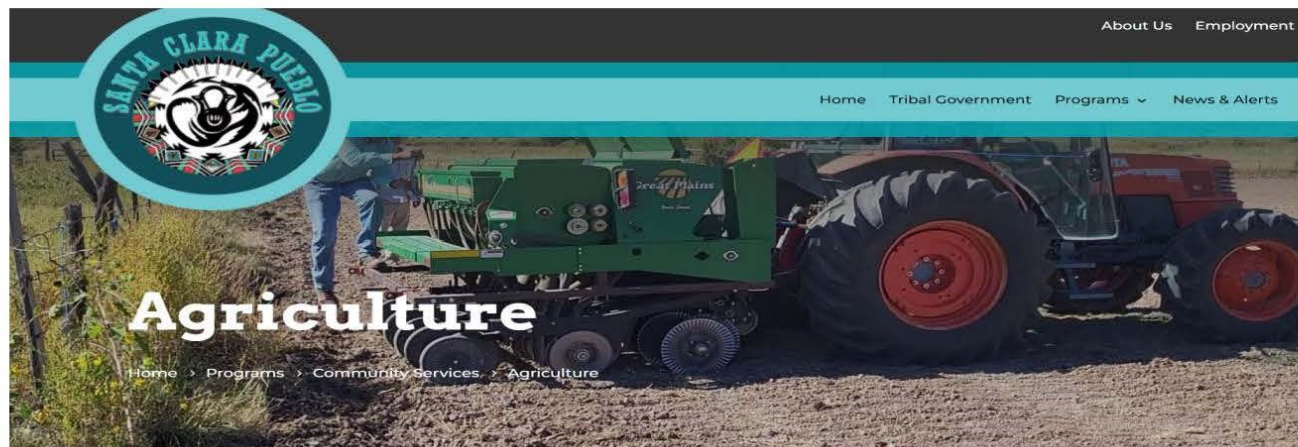 About Us Employment
SANTA CLARA PUEBLO
Home Tribal Government Programs News & Alerts
Great Plains
Agriculture
Home > Programs > Community Services > Agriculture